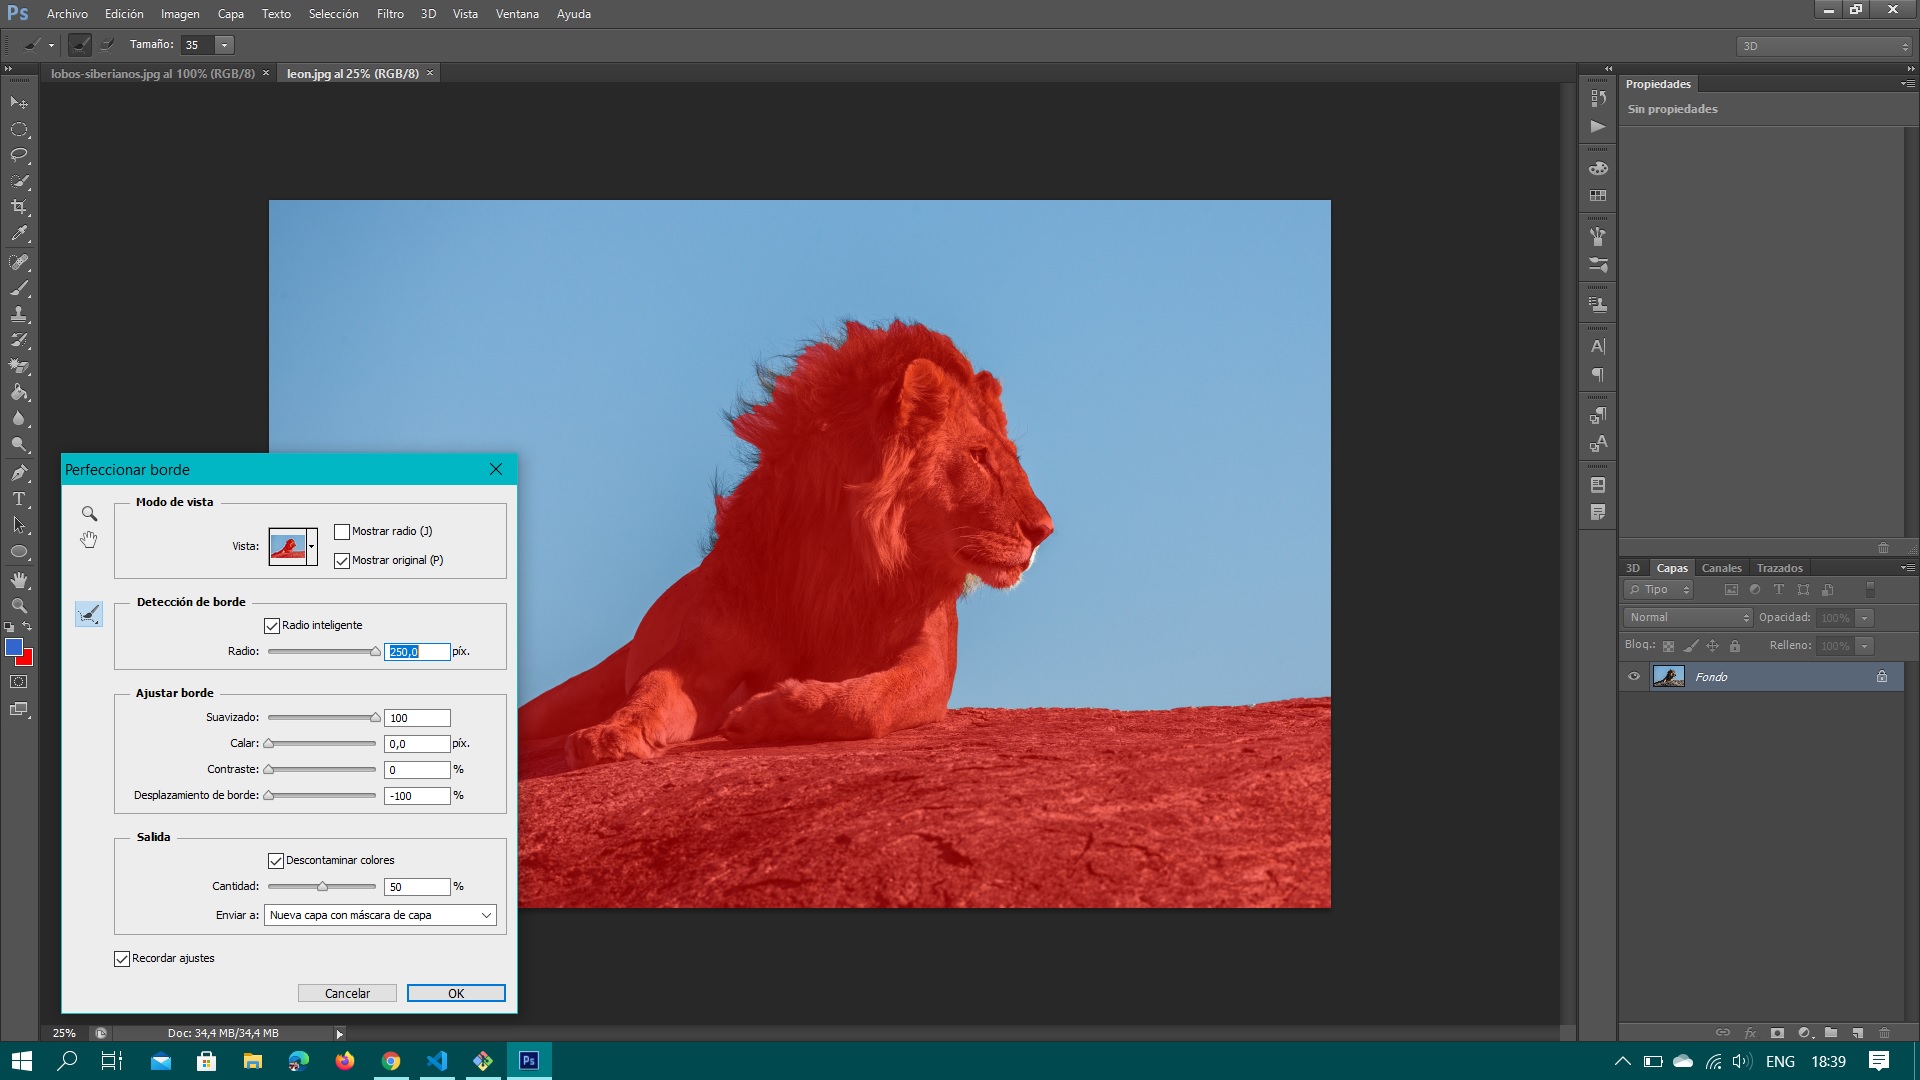 Ps Archivo Edición Imagen Capa Texto Selección Filtro 3D Vista Ventana Ayuda
Tamaño: 35 3D
lobos-siberianos.jpg al 100% (RGB/8) × leon.jpg al 25% (RGB/8) ×
Propiedades
Sin propiedades
Perfeccionar borde
Modo de vista
Vista:
Mostrar radio (J)
Mostrar original (P)
Detección de borde
Radio inteligente
Radio: 250,0 píx.
Ajustar borde
Suavizado: 100
Calar: 0,0 píx.
Contraste: 0 %
Desplazamiento de borde: -100 %
Salida
Descontaminar colores
Cantidad: 50 %
Enviar a: Nueva capa con máscara de capa
Recordar ajustes
Cancelar OK
3D Capas Canales Trazados
Tipo
Normal Opacidad: 100%
Bloq.: Relleno: 100%
Fondo
25% Doc: 34,4 MB/34,4 MB
Ps ENG 18:39